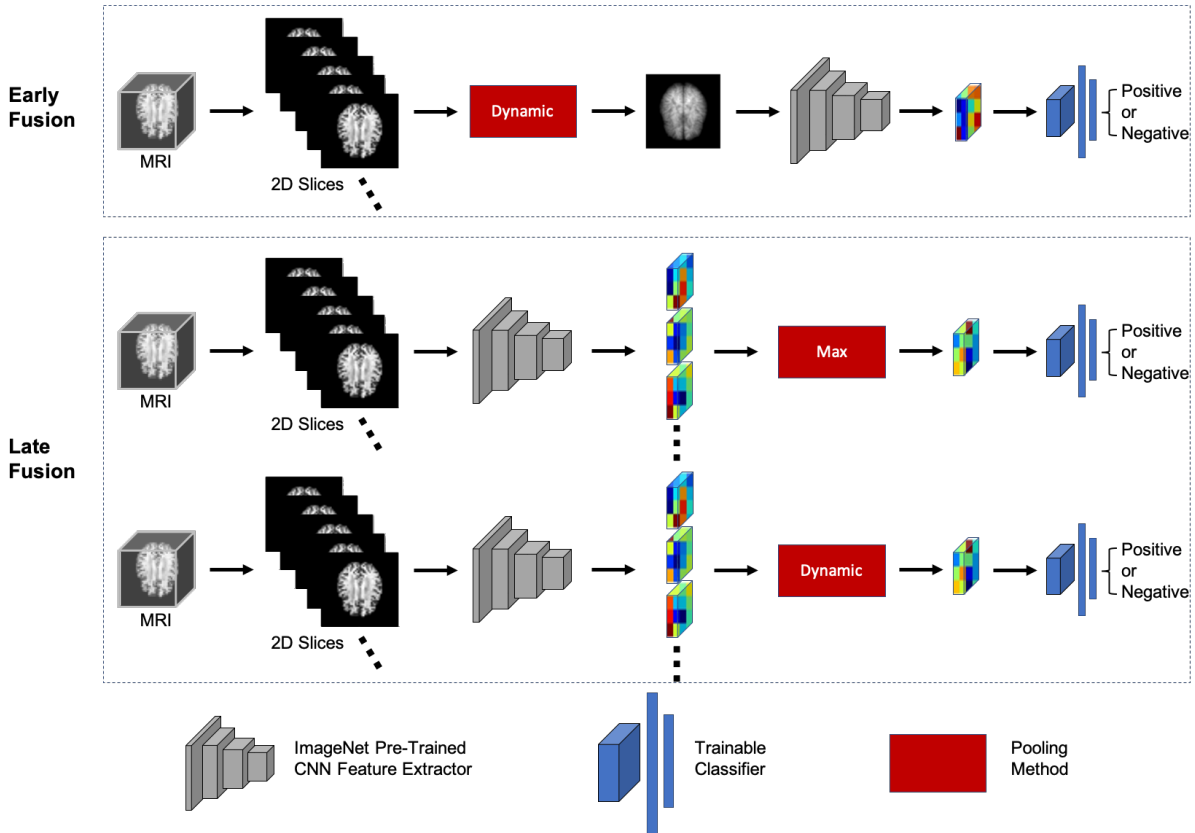 Early
Fusion
MRI
2D Slices
Dynamic
Positive
or
Negative
Late
Fusion
MRI
2D Slices
Max
Positive
or
Negative
MRI
2D Slices
Dynamic
Positive
or
Negative
ImageNet Pre-Trained
CNN Feature Extractor
Trainable
Classifier
Pooling
Method